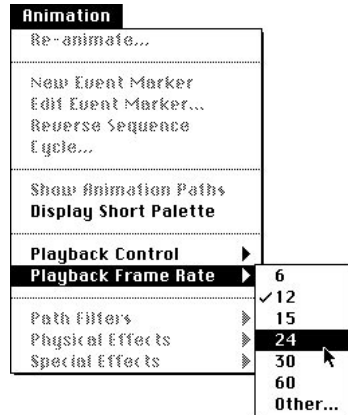 Animation
Re-animate...
New Event Marker
Edit Event Marker...
Reverse Sequence
Cycle...
Show Animation Paths
Display Short Palette
Playback Control
Playback Frame Rate
Path Filters
Physical Effects
Special Effects
6
✓12
15
24
30
60
Other...